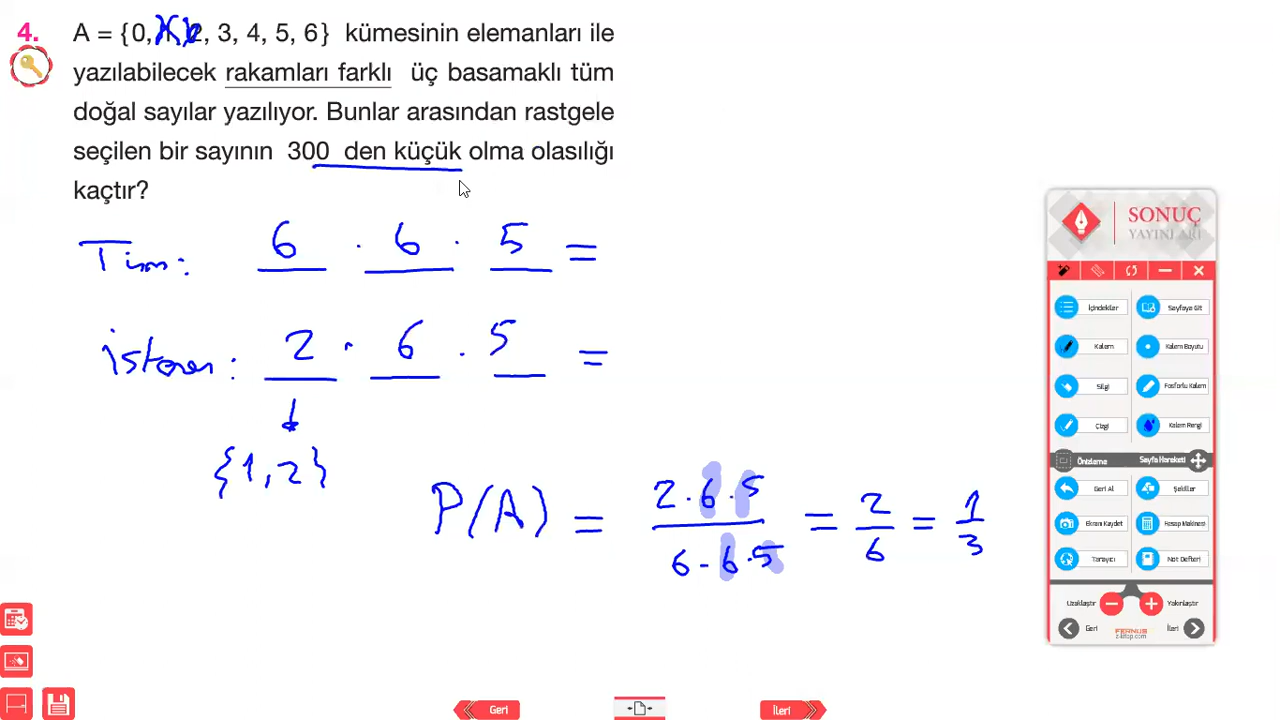 4. A = {0, 1, 2, 3, 4, 5, 6} kümesinin elemanları ile
yazılabilecek rakamları farklı üç basamaklı tüm
doğal sayılar yazılıyor. Bunlar arasından rastgele
seçilen bir sayının 300 den küçük olma olasılığı
kaçtır?
Tüm: 6 . 6 . 5 =
istenen: 2 . 6 . 5 =
{1, 2}
P(A) = 2.6.5 / 6.6.5 = 2/6 = 1/3
SONUÇ
YAYINLARI
İçindekiler Sayfaya Git
Kalem Kalem Boyutu
Silgi Fosforlu Kalem
Çizgi Kalem Rengi
Önizleme Sayfa Hareketi
Geri Al Şekiller
Ekranı Kaydet Hesap Makinesi
Tarayıcı Not Defteri
Uzaklaştır Yakınlaştır
Geri FERNUS İleri
z-kitap.com
Geri İleri